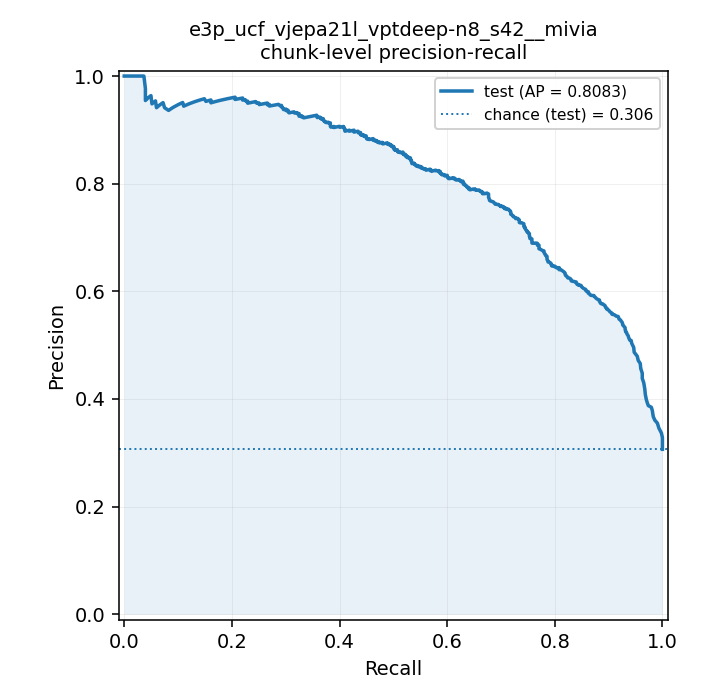 e3p_ucf_vjepa21l_vptdeep-n8_s42__mivia
chunk-level precision-recall
test (AP = 0.8083)
chance (test) = 0.306
1.0
0.8
0.6
0.4
0.2
0.0
Precision
0.0 0.2 0.4 0.6 0.8 1.0
Recall